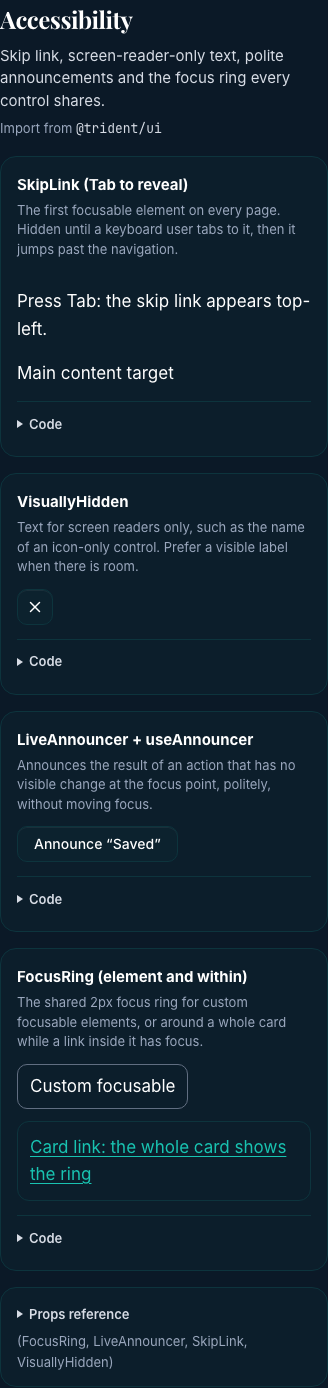 Accessibility
Skip link, screen-reader-only text, polite
announcements and the focus ring every
control shares.
Import from @trident/ui
SkipLink (Tab to reveal)
The first focusable element on every page.
Hidden until a keyboard user tabs to it, then it
jumps past the navigation.
Press Tab: the skip link appears top-
left.
Main content target
Code
VisuallyHidden
Text for screen readers only, such as the name
of an icon-only control. Prefer a visible label
when there is room.
Code
LiveAnnouncer + useAnnouncer
Announces the result of an action that has no
visible change at the focus point, politely,
without moving focus.
Announce “Saved”
Code
FocusRing (element and within)
The shared 2px focus ring for custom
focusable elements, or around a whole card
while a link inside it has focus.
Custom focusable
Card link: the whole card shows
the ring
Code
Props reference
(FocusRing, LiveAnnouncer, SkipLink,
VisuallyHidden)